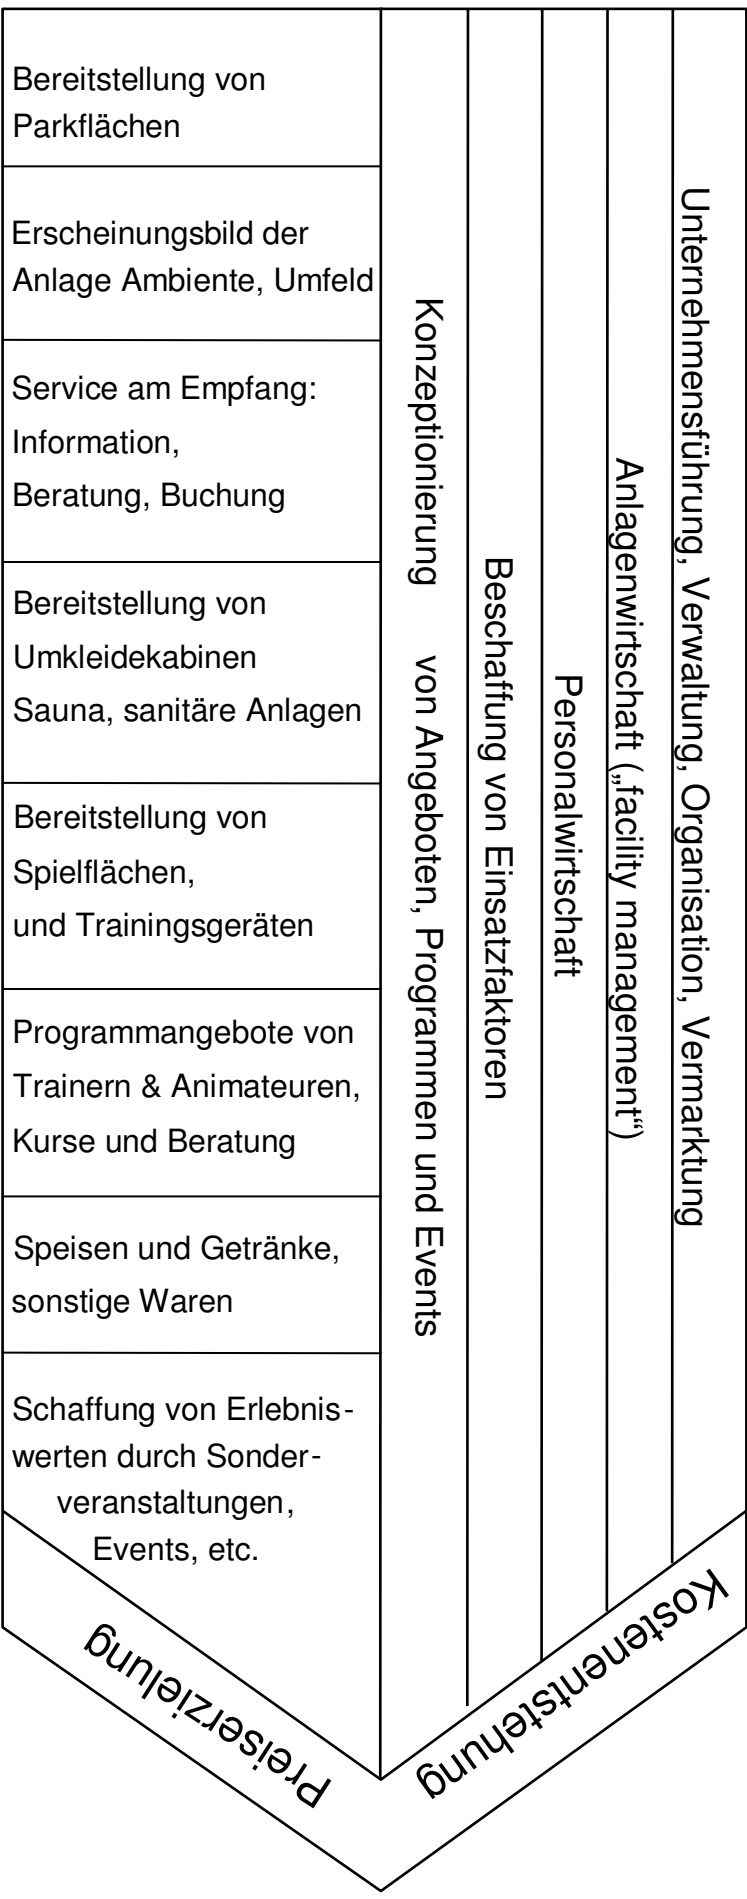 Bereitstellung von
Parkflächen
Erscheinungsbild der
Anlage Ambiente, Umfeld
Service am Empfang:
Information,
Beratung, Buchung
Bereitstellung von
Umkleidekabinen
Sauna, sanitäre Anlagen
Bereitstellung von
Spielflächen,
und Trainingsgeräten
Programmangebote von
Trainern & Animateuren,
Kurse und Beratung
Speisen und Getränke,
sonstige Waren
Schaffung von Erlebnis-
werten durch Sonder-
veranstaltungen,
Events, etc.
Konzeptionierung von Angeboten, Programmen und Events
Beschaffung von Einsatzfaktoren
Personalwirtschaft
Anlagenwirtschaft („facility management“)
Unternehmensführung, Verwaltung, Organisation, Vermarktung
Preiserzielung
Kostenentstehung